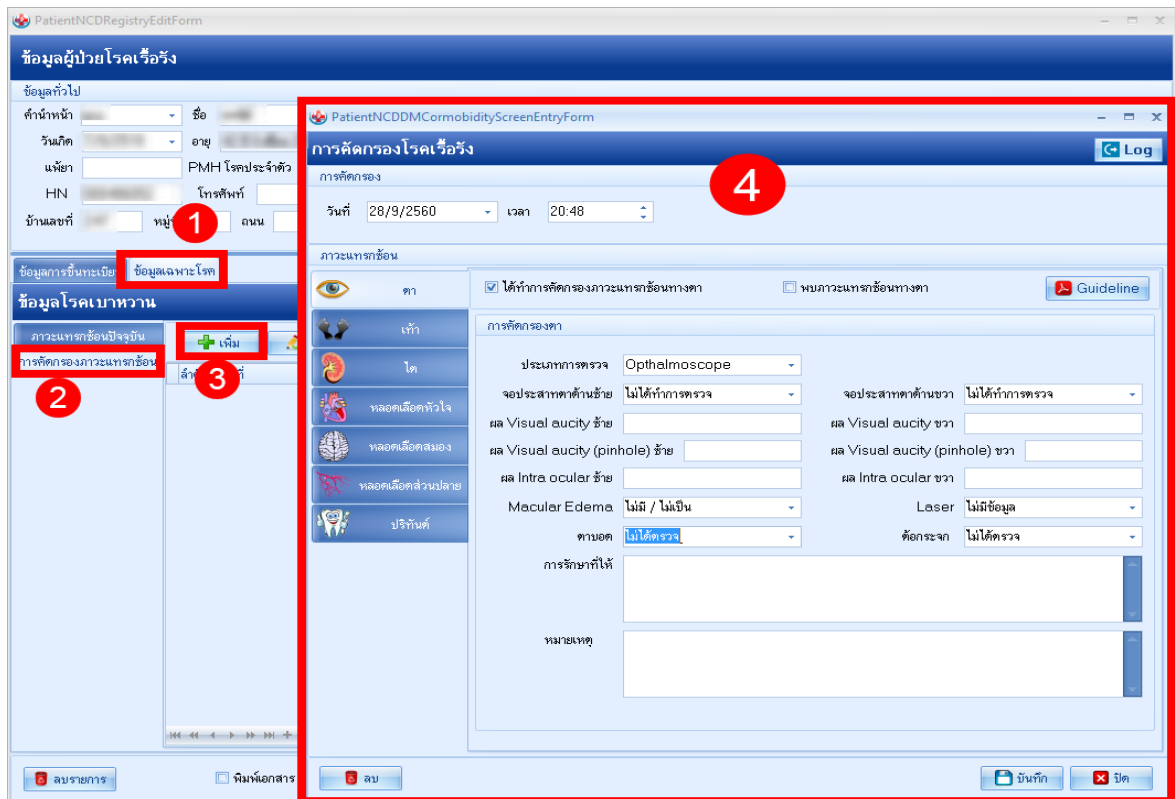 PatientNCDRegistryEditForm
ข้อมูลผู้ป่วยโรคเรื้อรัง
ข้อมูลทั่วไป
คำนำหน้า ชื่อ
วันเกิด อายุ
แพ้ยา PMH โรคประจำตัว
HN โทรศัพท์
บ้านเลขที่ ถนน
1
ข้อมูลการขึ้นทะเบีย ข้อมูลเฉพาะโรค
ข้อมูลโรคเบาหวาน
ภาวะแทรกซ้อนปัจจุบัน
การคัดกรองภาวะแทรกซ้อน
2
เพิ่ม
3
ลบรายการ พิมพ์เอกสาร
PatientNCDDMCormobidityScreenEntryForm
การคัดกรองโรคเรื้อรัง Log
4
การคัดกรอง
วันที่ 28/9/2560 เวลา 20:48
ภาวะแทรกซ้อน
ตา
เท้า
ไต
หลอดเลือดหัวใจ
หลอดเลือดสมอง
หลอดเลือดส่วนปลาย
ปริทันต์
ได้ทำการคัดกรองภาวะแทรกซ้อนทางตา พบภาวะแทรกซ้อนทางตา Guideline
การคัดกรองตา
ประเภทการตรวจ Opthalmoscope
จอประสาทตาด้านซ้าย ไม่ได้ทำการตรวจ จอประสาทตาด้านขวา ไม่ได้ทำการตรวจ
ผล Visual aucity ซ้าย ผล Visual aucity ขวา
ผล Visual aucity (pinhole) ซ้าย ผล Visual aucity (pinhole) ขวา
ผล Intra ocular ซ้าย ผล Intra ocular ขวา
Macular Edema ไม่มี / ไม่เป็น Laser ไม่มีข้อมูล
ตาบอด ไม่ได้ตรวจ ต้อกระจก ไม่ได้ตรวจ
การรักษาที่ให้
หมายเหตุ
ลบ บันทึก ปิด